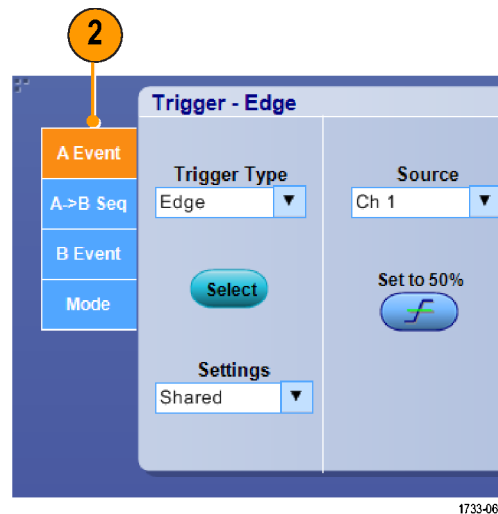 2
Trigger - Edge
A Event
A->B Seq
B Event
Mode
Trigger Type
Edge
Select
Settings
Shared
Source
Ch 1
Set to 50%
1733-06